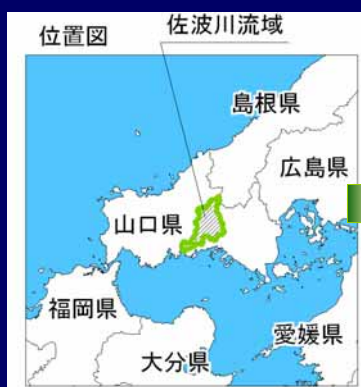 位置図
佐波川流域
島根県
広島県
山口県
福岡県
愛媛県
大分県